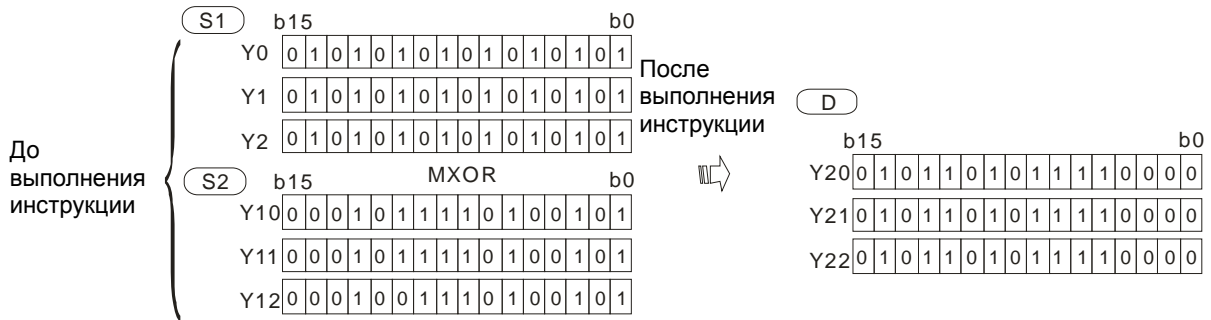 S1 b15 b0
Y0 0 1 0 1 0 1 0 1 0 1 0 1 0 1 0 1
Y1 0 1 0 1 0 1 0 1 0 1 0 1 0 1 0 1
Y2 0 1 0 1 0 1 0 1 0 1 0 1 0 1 0 1
До
выполнения
инструкции
S2 b15 MXOR b0
Y10 0 0 0 1 0 1 1 1 1 0 1 0 0 1 0 1
Y11 0 0 0 1 0 1 1 1 1 0 1 0 0 1 0 1
Y12 0 0 0 1 0 0 1 1 1 0 1 0 0 1 0 1
После
выполнения
инструкции
D
b15 b0
Y20 0 1 0 1 1 0 1 0 1 1 1 1 0 0 0 0
Y21 0 1 0 1 1 0 1 0 1 1 1 1 0 0 0 0
Y22 0 1 0 1 1 0 1 0 1 1 1 1 0 0 0 0